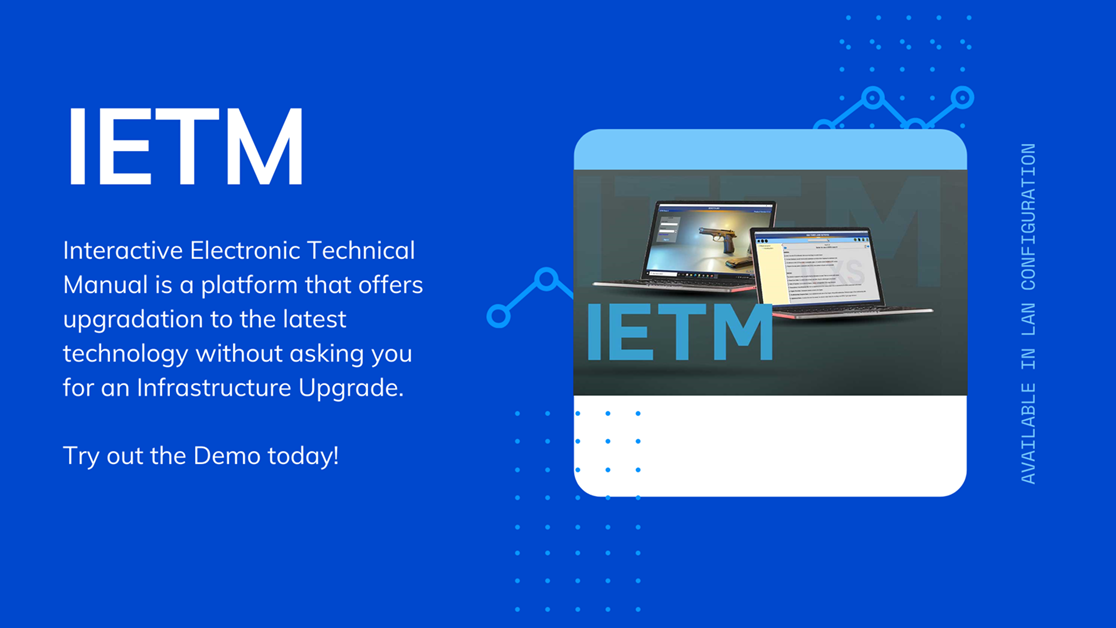 IETM
Interactive Electronic Technical
Manual is a platform that offers
upgradation to the latest
technology without asking you
for an Infrastructure Upgrade.
Try out the Demo today!
IETM
AVAILABLE IN LAN CONFIGURATION